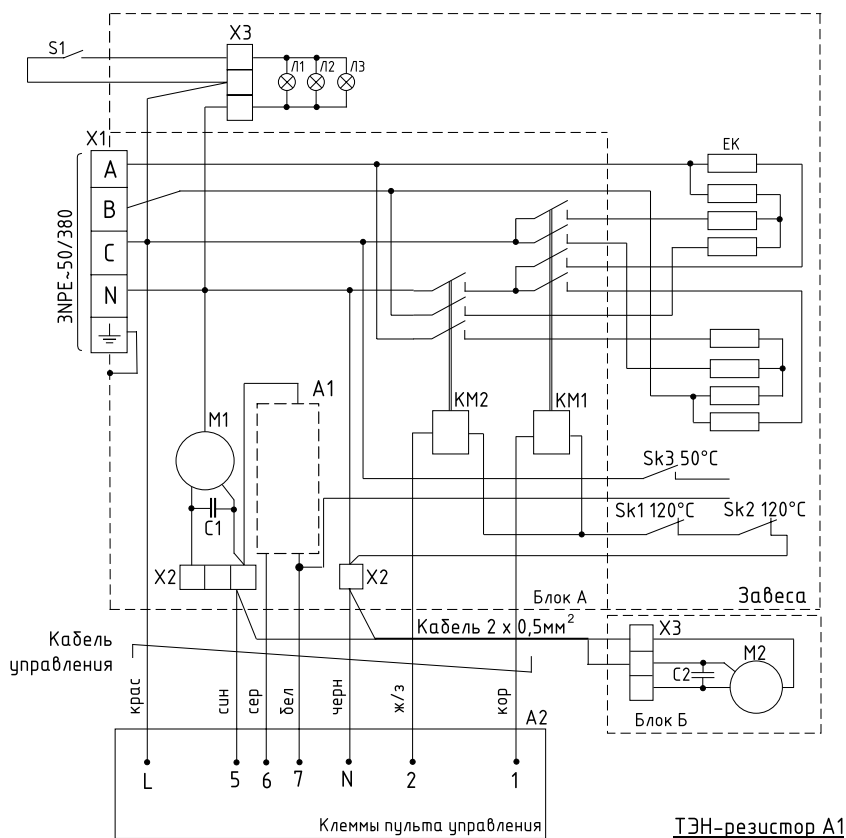 S1
X3
Л1
Л2
Л3
X1
A
B
C
N
3NPE~50/380
EK
M1
A1
C1
KM2
KM1
Sk3 50°C
Sk1 120°C
Sk2 120°C
X2
X2
Блок А
Завеса
Кабель управления
Кабель 2 x 0,5мм²
X3
M2
C2
Блок Б
крас
син
сер
бел
черн
ж/з
кор
A2
L
5
6
7
N
2
1
Клеммы пульта управления
ТЭН-резистор А1